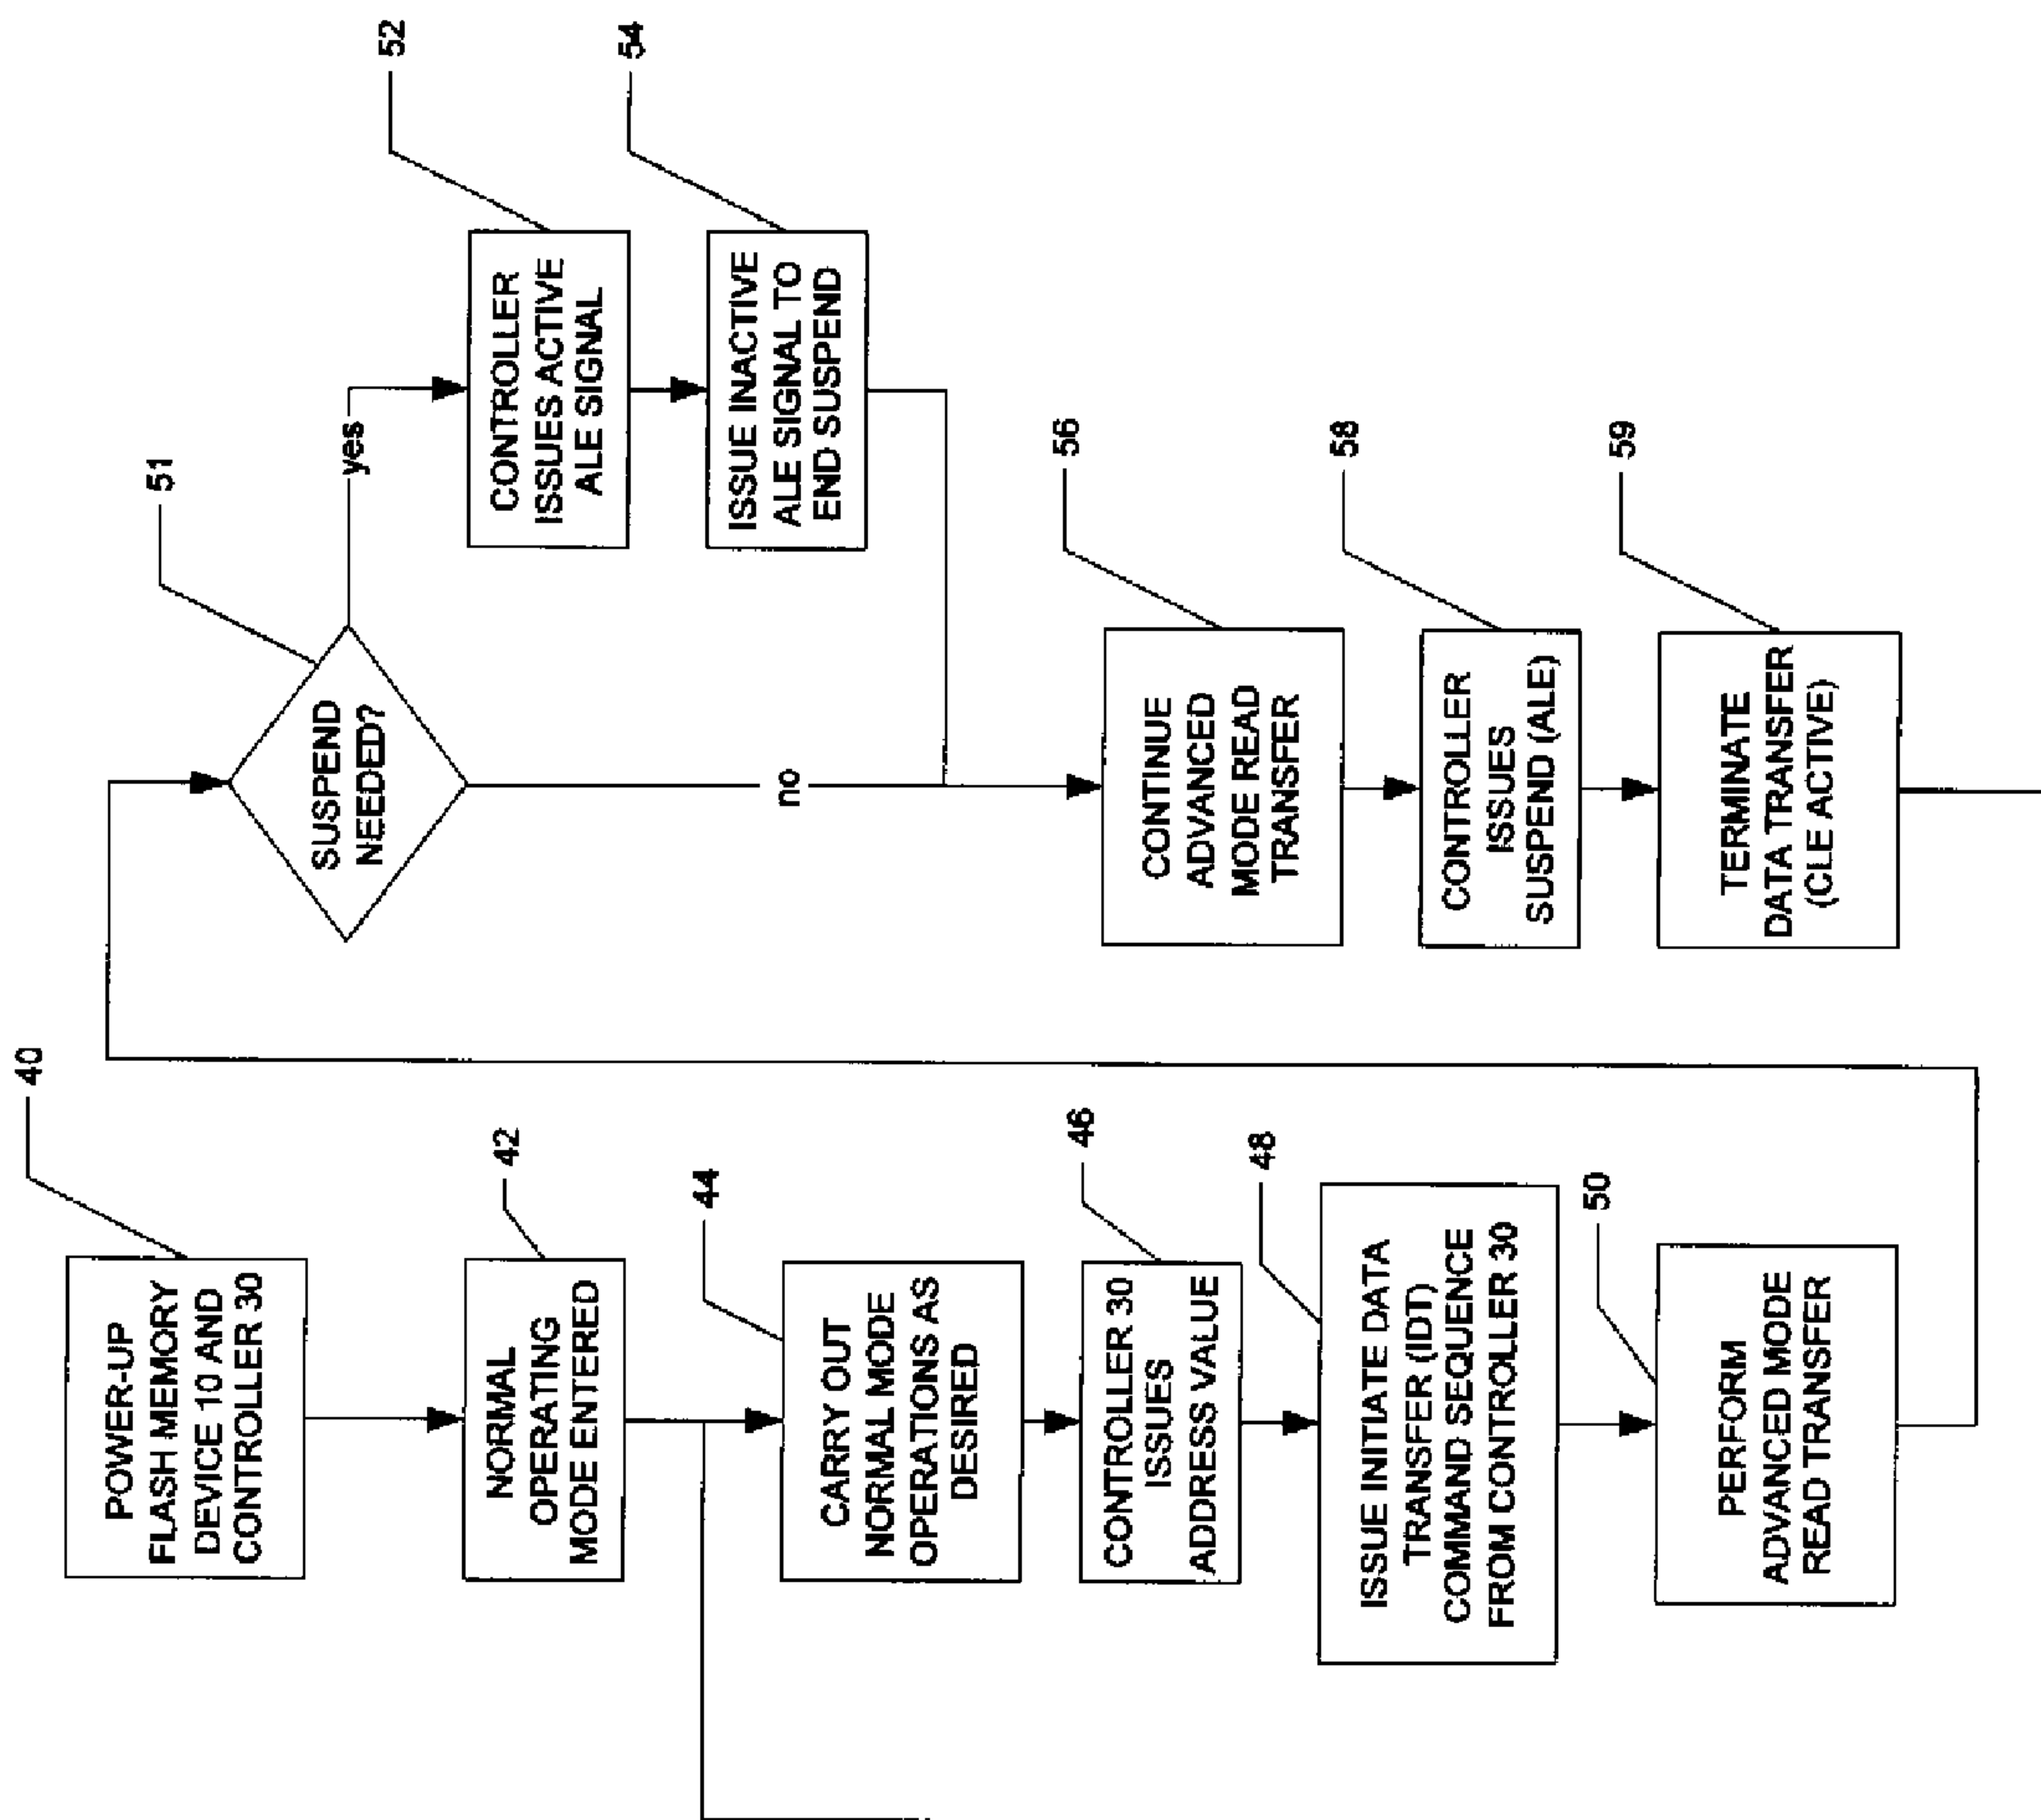 40
POWER-UP
FLASH MEMORY
DEVICE 10 AND
CONTROLLER 30
42
NORMAL
OPERATING
MODE ENTERED
44
CARRY OUT
NORMAL MODE
OPERATIONS AS
DESIRED
46
CONTROLLER 30
ISSUES
ADDRESS VALUE
48
ISSUE INITIATE DATA
TRANSFER (IDT)
COMMAND SEQUENCE
FROM CONTROLLER 30
50
PERFORM
ADVANCED MODE
READ TRANSFER
51
SUSPEND
NEEDED?
yes
52
CONTROLLER
ISSUES ACTIVE
ALE SIGNAL
54
ISSUE INACTIVE
ALE SIGNAL TO
END SUSPEND
no
56
CONTINUE
ADVANCED
MODE READ
TRANSFER
58
CONTROLLER
ISSUES
SUSPEND (ALE)
59
TERMINATE
DATA TRANSFER
(CLE ACTIVE)